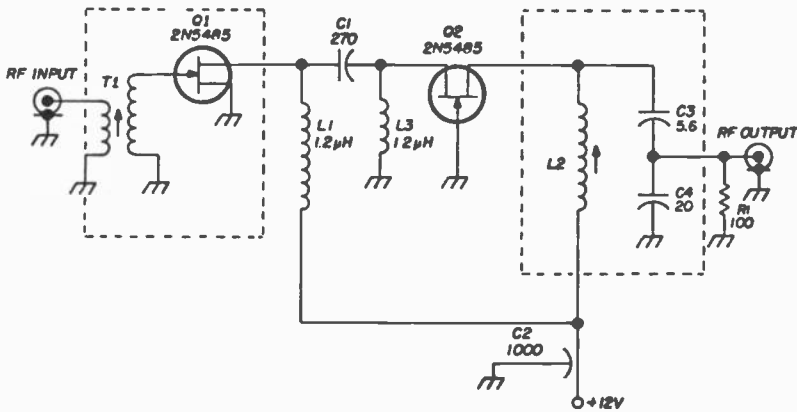 RF INPUT
T1
Q1
2N5485
C1
270
Q2
2N5485
L1
1.2µH
L3
1.2µH
L2
C3
5.6
RF OUTPUT
C4
20
R1
100
C2
1000
+12V